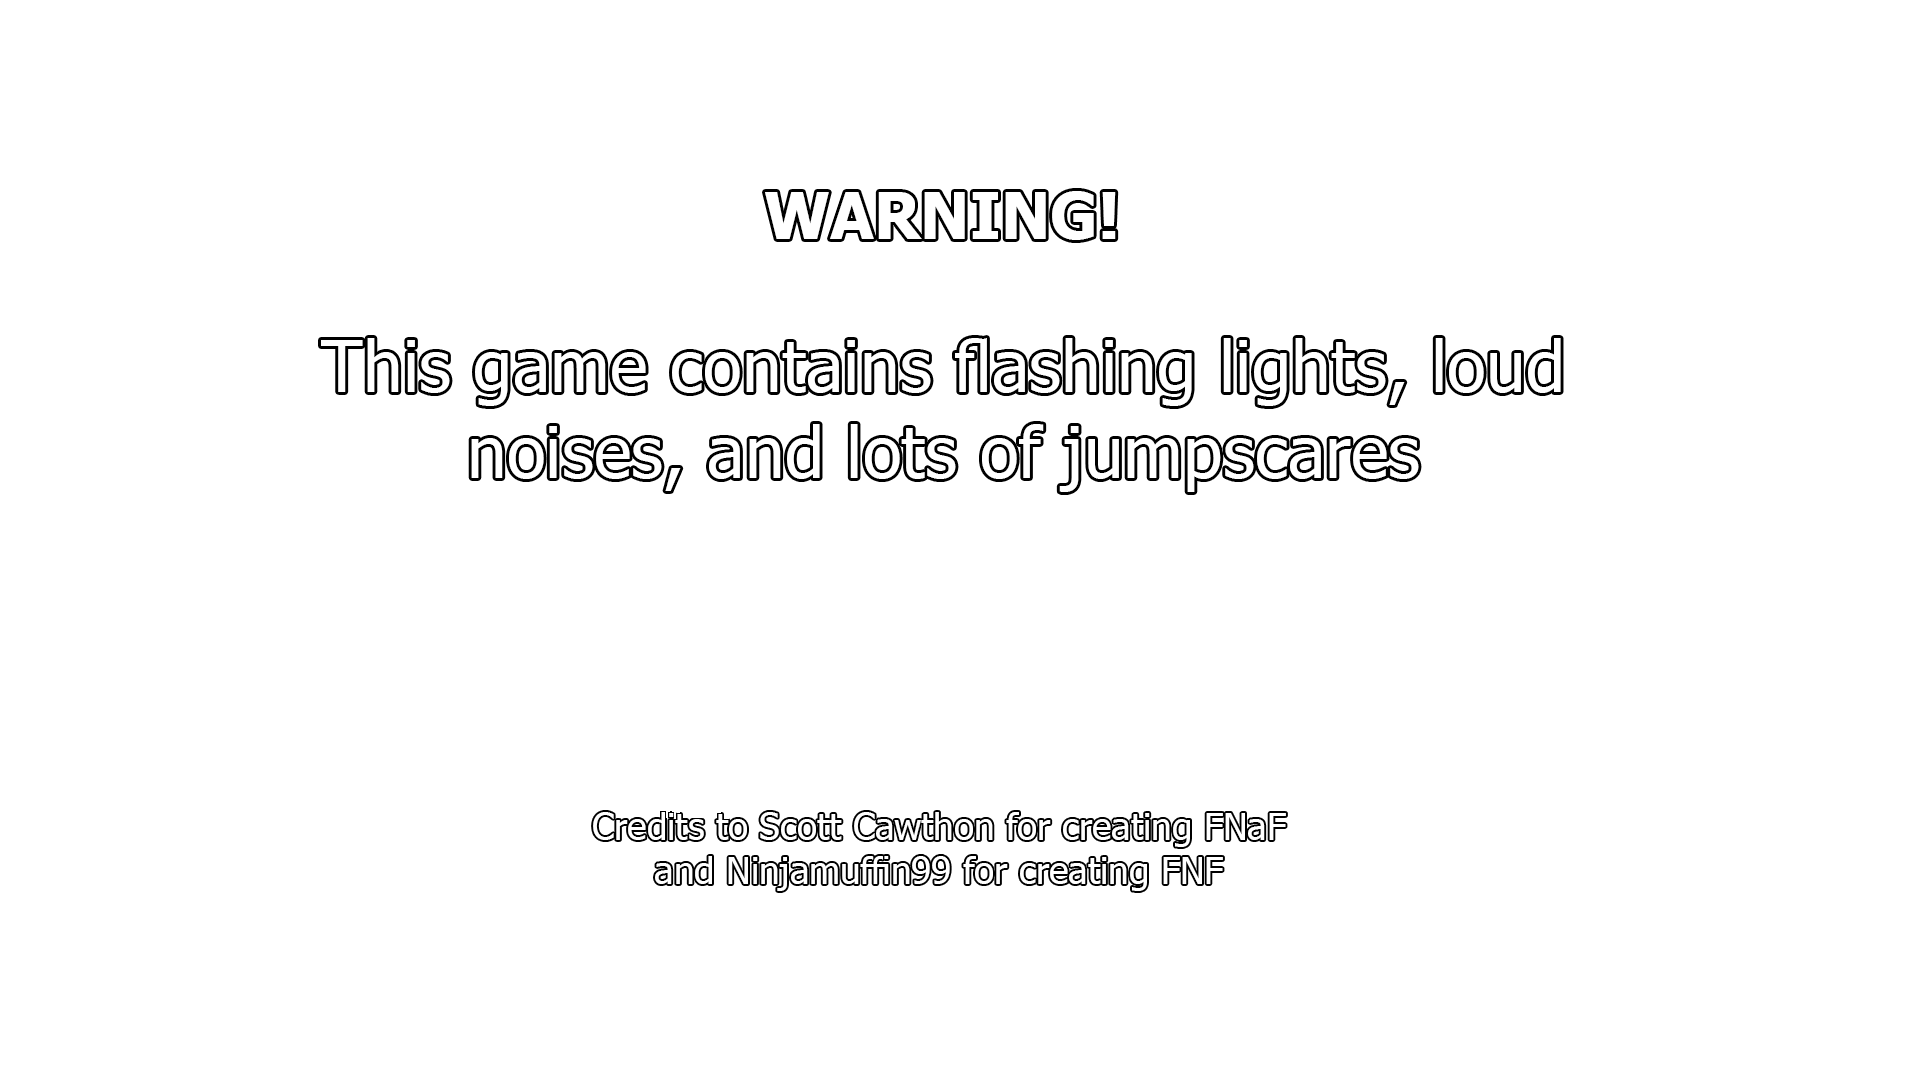 WARNING!
This game contains flashing lights, loud
noises, and lots of jumpscares
Credits to Scott Cawthon for creating FNaF
and Ninjamuffin99 for creating FNF